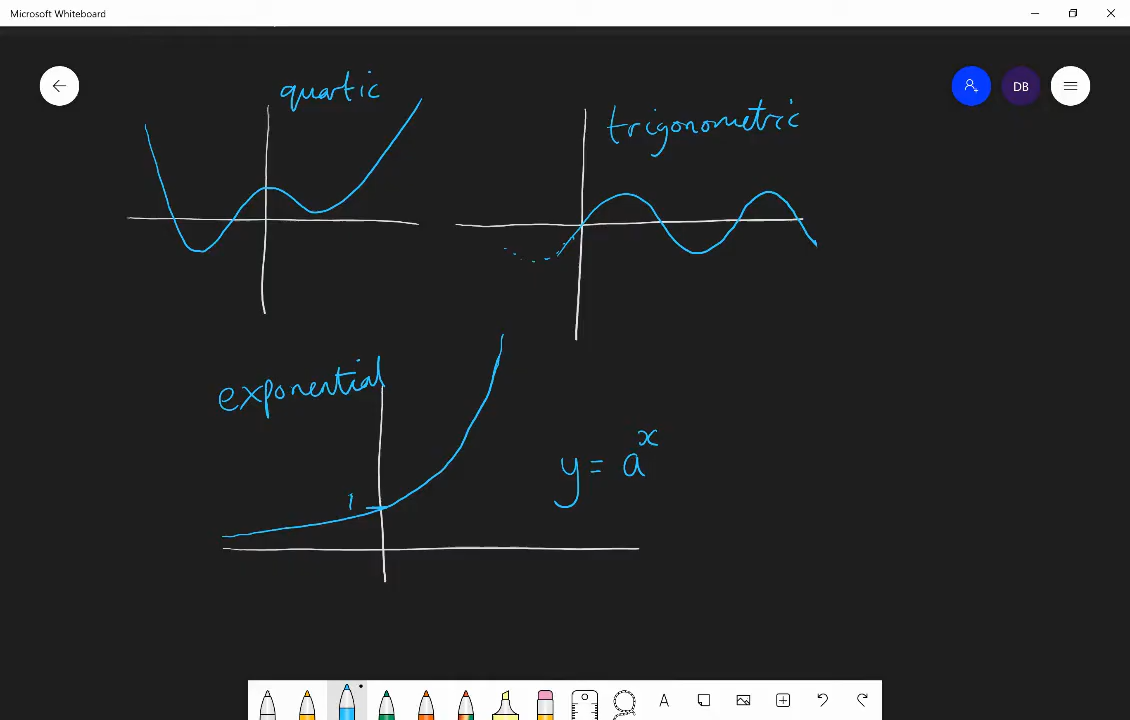 Microsoft Whiteboard
DB
quartic
trigonometric
exponential
1
y = a^x
A